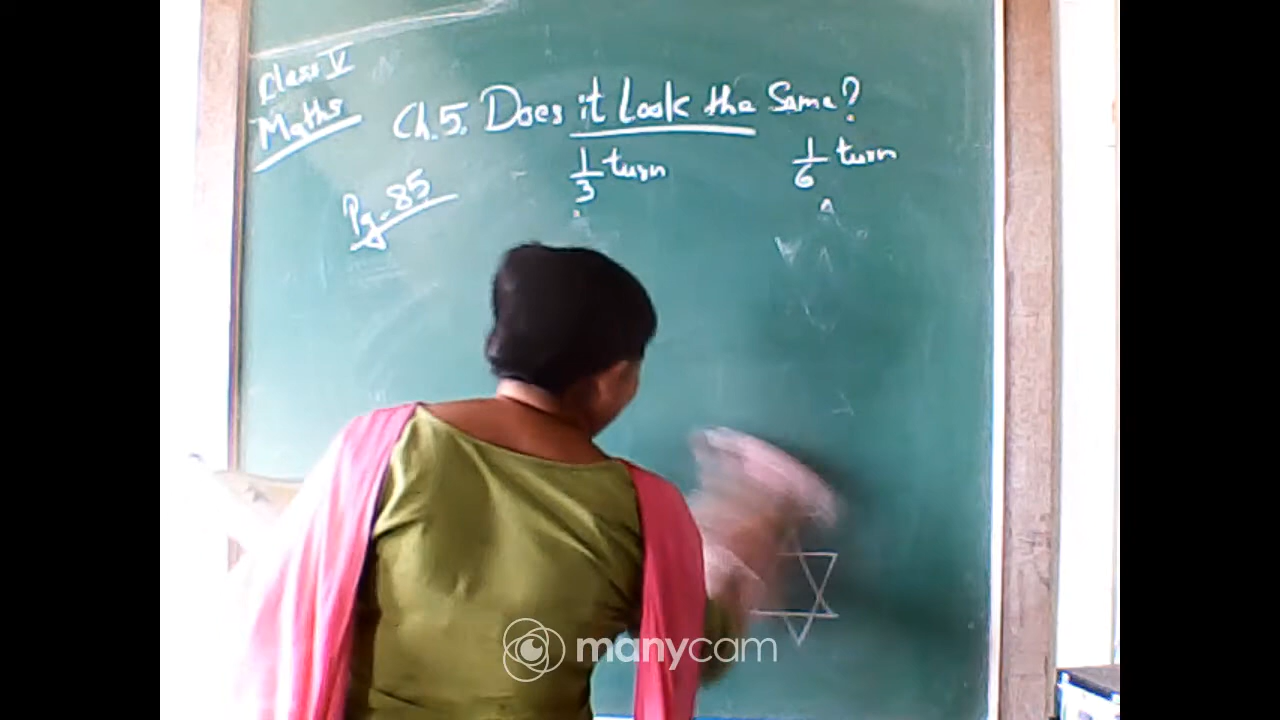 Class V
Maths
Ch.5. Does it Look the Same?
1/3 turn
1/6 turn
Pg. 85
manycam